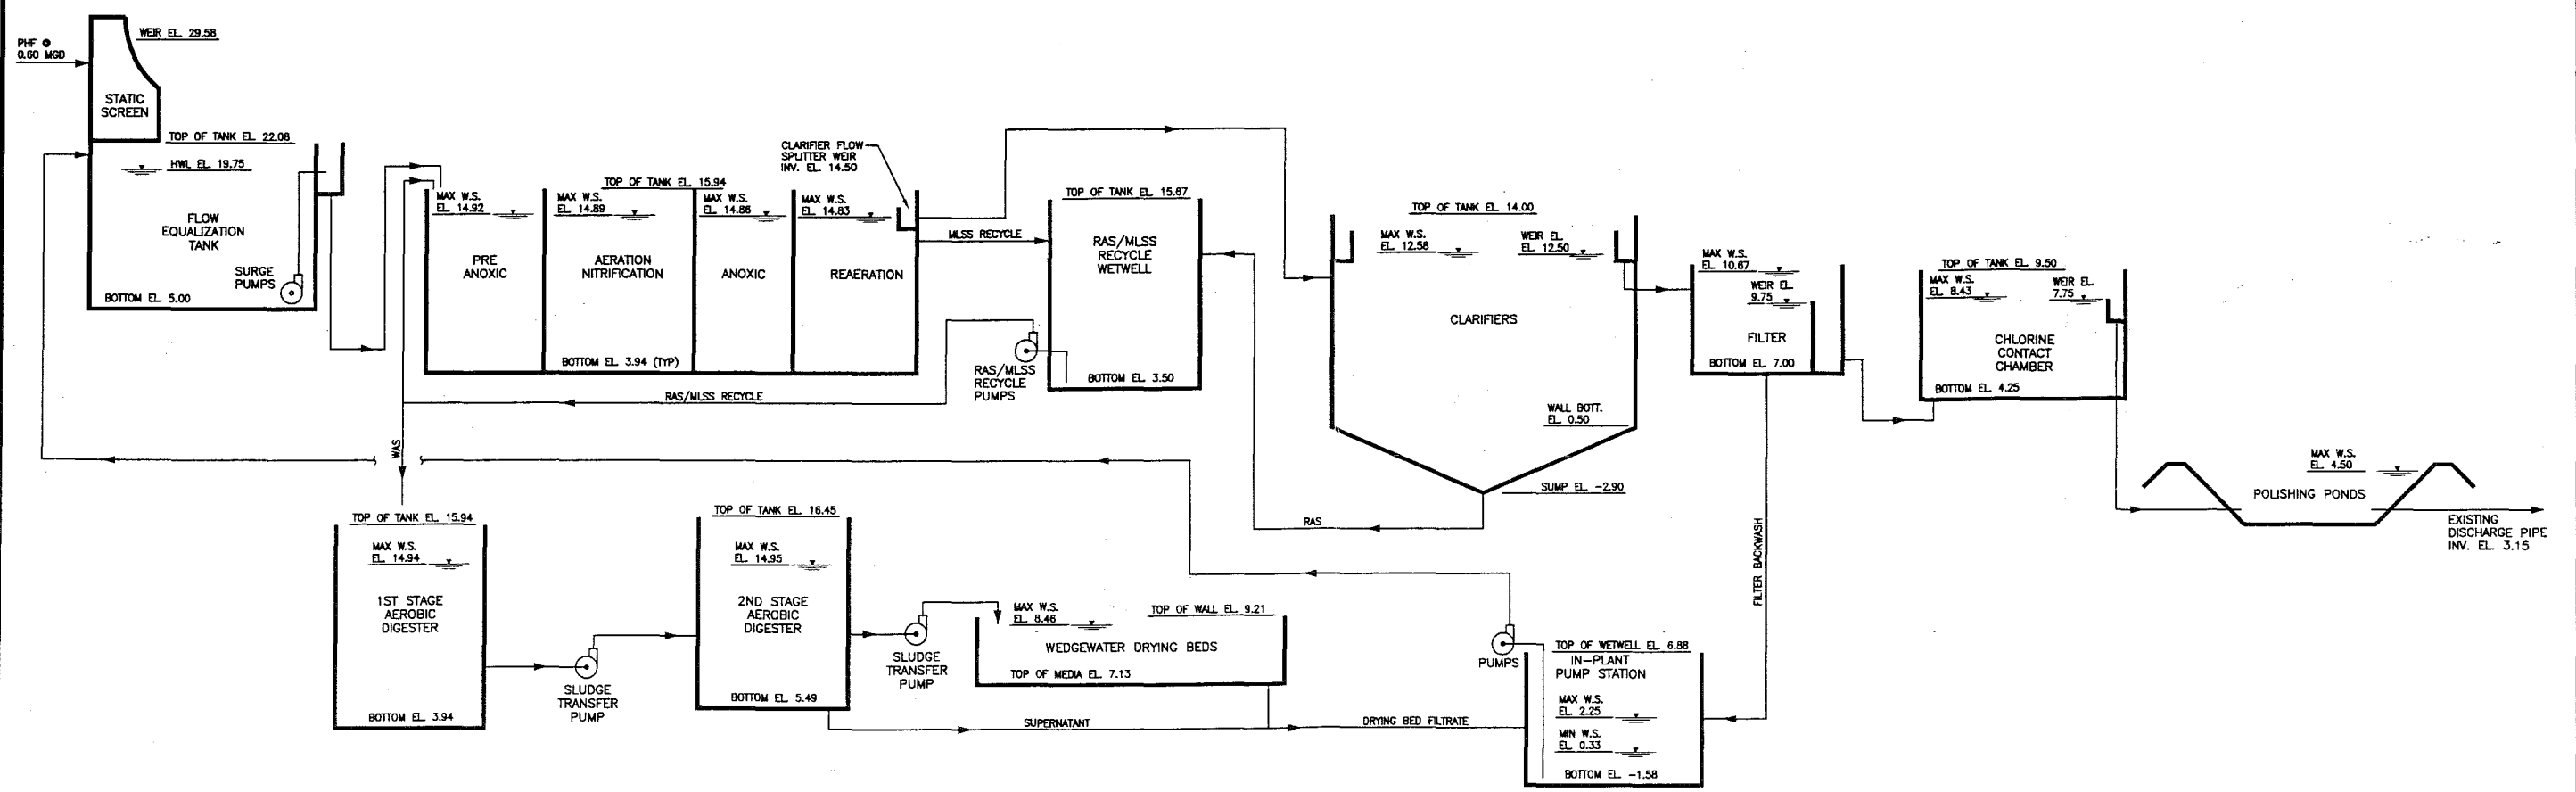 WEIR EL. 29.58
PHF @
0.60 MGD
STATIC
SCREEN
TOP OF TANK EL. 22.08
HWL EL. 19.75
FLOW
EQUALIZATION
TANK
SURGE
PUMPS
BOTTOM EL. 5.00
MAX W.S.
EL. 14.92
PRE
ANOXIC
TOP OF TANK EL. 15.94
MAX W.S.
EL. 14.89
AERATION
NITRIFICATION
BOTTOM EL. 3.94 (TYP)
MAX W.S.
EL. 14.86
ANOXIC
CLARIFIER FLOW
SPLITTER WEIR
INV. EL. 14.50
MAX W.S.
EL. 14.83
REAERATION
MLSS RECYCLE
TOP OF TANK EL. 15.67
RAS/MLSS
RECYCLE
WETWELL
BOTTOM EL. 3.50
RAS/MLSS
RECYCLE
PUMPS
RAS/MLSS RECYCLE
TOP OF TANK EL. 14.00
MAX W.S.
EL. 12.58
WEIR EL.
EL. 12.50
CLARIFIERS
WALL BOTT.
EL. 0.50
SUMP EL. -2.90
RAS
MAX W.S.
EL. 10.67
WEIR EL.
9.75
FILTER
BOTTOM EL. 7.00
TOP OF TANK EL. 9.50
MAX W.S.
EL. 8.43
WEIR EL.
7.75
CHLORINE
CONTACT
CHAMBER
BOTTOM EL. 4.25
MAX W.S.
EL. 4.50
POLISHING PONDS
EXISTING
DISCHARGE PIPE
INV. EL. 3.15
WAS
TOP OF TANK EL. 15.94
MAX W.S.
EL. 14.94
1ST STAGE
AEROBIC
DIGESTER
BOTTOM EL. 3.94
SLUDGE
TRANSFER
PUMP
TOP OF TANK EL. 16.45
MAX W.S.
EL. 14.95
2ND STAGE
AEROBIC
DIGESTER
BOTTOM EL. 5.49
SLUDGE
TRANSFER
PUMP
MAX W.S.
EL. 8.46
TOP OF WALL EL. 9.21
WEDGEWATER DRYING BEDS
TOP OF MEDIA EL. 7.13
SUPERNATANT
DRYING BED FILTRATE
PUMPS
TOP OF WETWELL EL. 6.88
IN-PLANT
PUMP STATION
MAX W.S.
EL. 2.25
MIN W.S.
EL. 0.33
BOTTOM EL. -1.58
FILTER BACKWASH